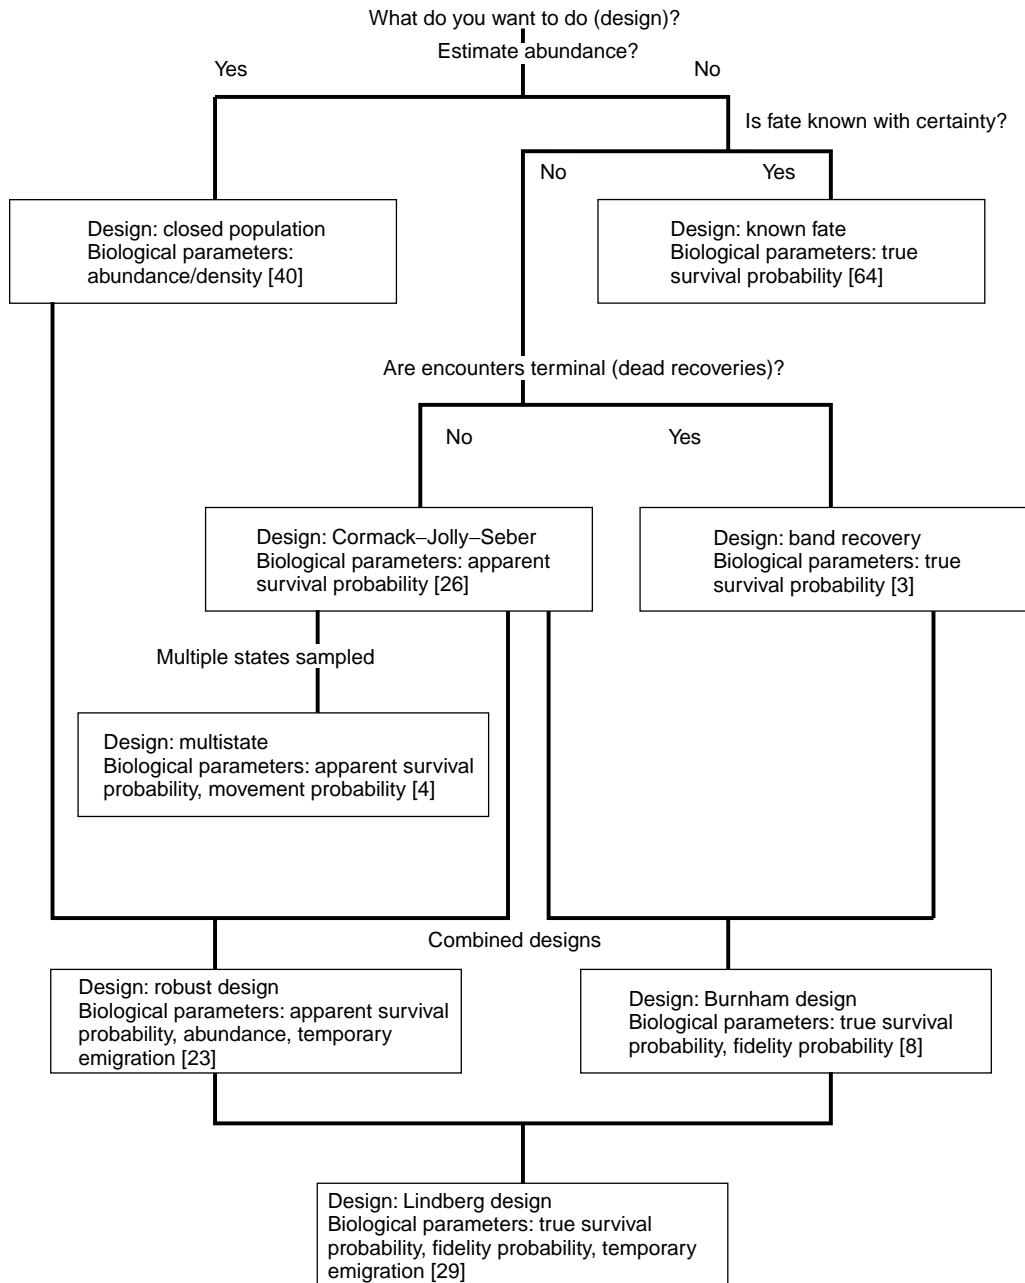 What do you want to do (design)?
Estimate abundance?
Yes
No
Is fate known with certainty?
No
Yes
Design: closed population
Biological parameters:
abundance/density [40]
Design: known fate
Biological parameters: true
survival probability [64]
Are encounters terminal (dead recoveries)?
No
Yes
Design: Cormack–Jolly–Seber
Biological parameters: apparent
survival probability [26]
Design: band recovery
Biological parameters: true
survival probability [3]
Multiple states sampled
Design: multistate
Biological parameters: apparent survival
probability, movement probability [4]
Combined designs
Design: robust design
Biological parameters: apparent survival
probability, abundance, temporary
emigration [23]
Design: Burnham design
Biological parameters: true survival
probability, fidelity probability [8]
Design: Lindberg design
Biological parameters: true survival
probability, fidelity probability, temporary
emigration [29]